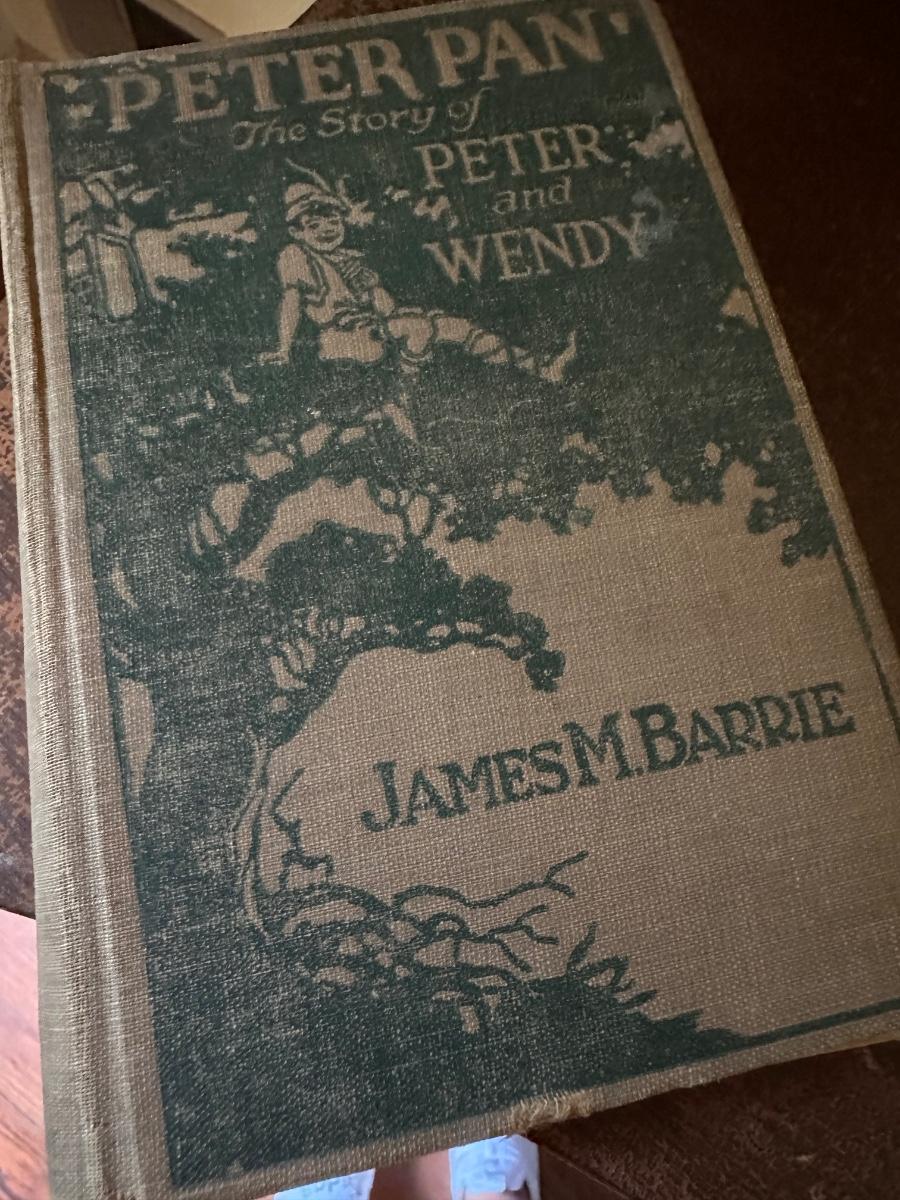 "PETER PAN"
The Story of
PETER
and
WENDY
JAMES M. BARRIE